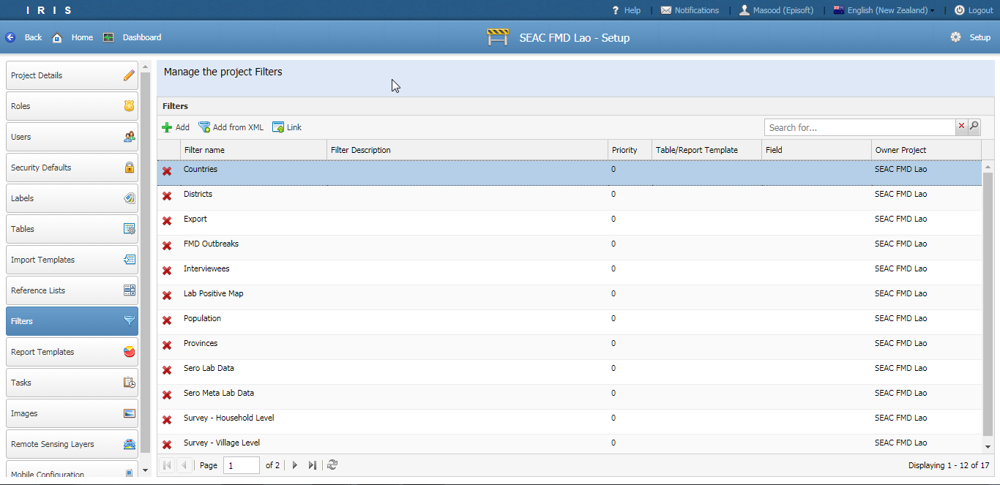 I R I S
? Help
Notifications
Masood (Episoft)
English (New Zealand)
Logout
Back
Home
Dashboard
SEAC FMD Lao - Setup
Setup
Project Details
Roles
Users
Security Defaults
Labels
Tables
Import Templates
Reference Lists
Filters
Report Templates
Tasks
Images
Remote Sensing Layers
Mobile Configuration
Manage the project Filters
Filters
Add Add from XML Link
Search for...
Filter name Filter Description Priority Table/Report Template Field Owner Project
Countries 0 SEAC FMD Lao
Districts 0 SEAC FMD Lao
Export 0 SEAC FMD Lao
FMD Outbreaks 0 SEAC FMD Lao
Interviewees 0 SEAC FMD Lao
Lab Positive Map 0 SEAC FMD Lao
Population 0 SEAC FMD Lao
Provinces 0 SEAC FMD Lao
Sero Lab Data 0 SEAC FMD Lao
Sero Meta Lab Data 0 SEAC FMD Lao
Survey - Household Level 0 SEAC FMD Lao
Survey - Village Level 0 SEAC FMD Lao
Page 1 of 2
Displaying 1 - 12 of 17